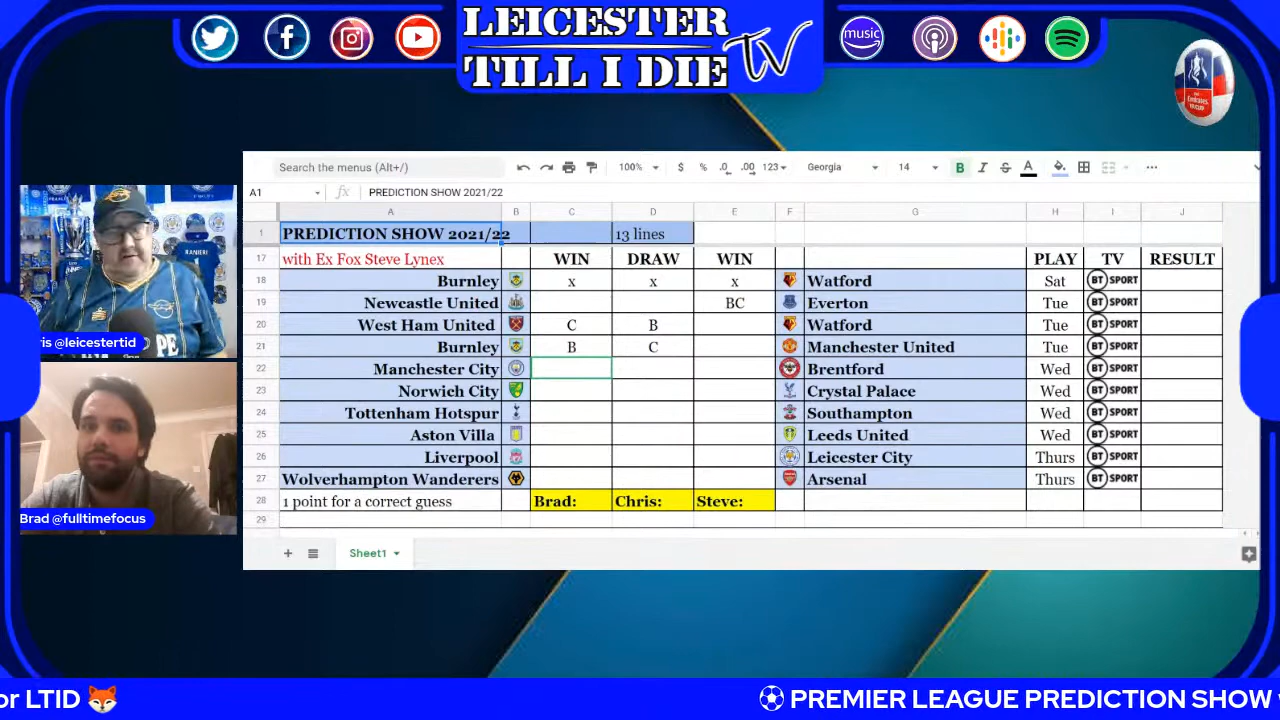 LEICESTER
TILL I DIE TV
music
Search the menus (Alt+/)
100% $ % .0 .00 123 Georgia 14 B I S A ...
A1 fx PREDICTION SHOW 2021/22
A B C D E F G H I J
1 PREDICTION SHOW 2021/22 13 lines
17 with Ex Fox Steve Lynex WIN DRAW WIN PLAY TV RESULT
18 Burnley x x x Watford Sat BT SPORT
19 Newcastle United BC Everton Tue BT SPORT
20 West Ham United C B Watford Tue BT SPORT
21 Burnley B C Manchester United Tue BT SPORT
22 Manchester City Brentford Wed BT SPORT
23 Norwich City Crystal Palace Wed BT SPORT
24 Tottenham Hotspur Southampton Wed BT SPORT
25 Aston Villa Leeds United Wed BT SPORT
26 Liverpool Leicester City Thurs BT SPORT
27 Wolverhampton Wanderers Arsenal Thurs BT SPORT
28 1 point for a correct guess Brad: Chris: Steve:
29
Sheet1
RANIERI
ris @leicestertid
Brad @fulltimefocus
or LTID 🦊 ⚽ PREMIER LEAGUE PREDICTION SHOW